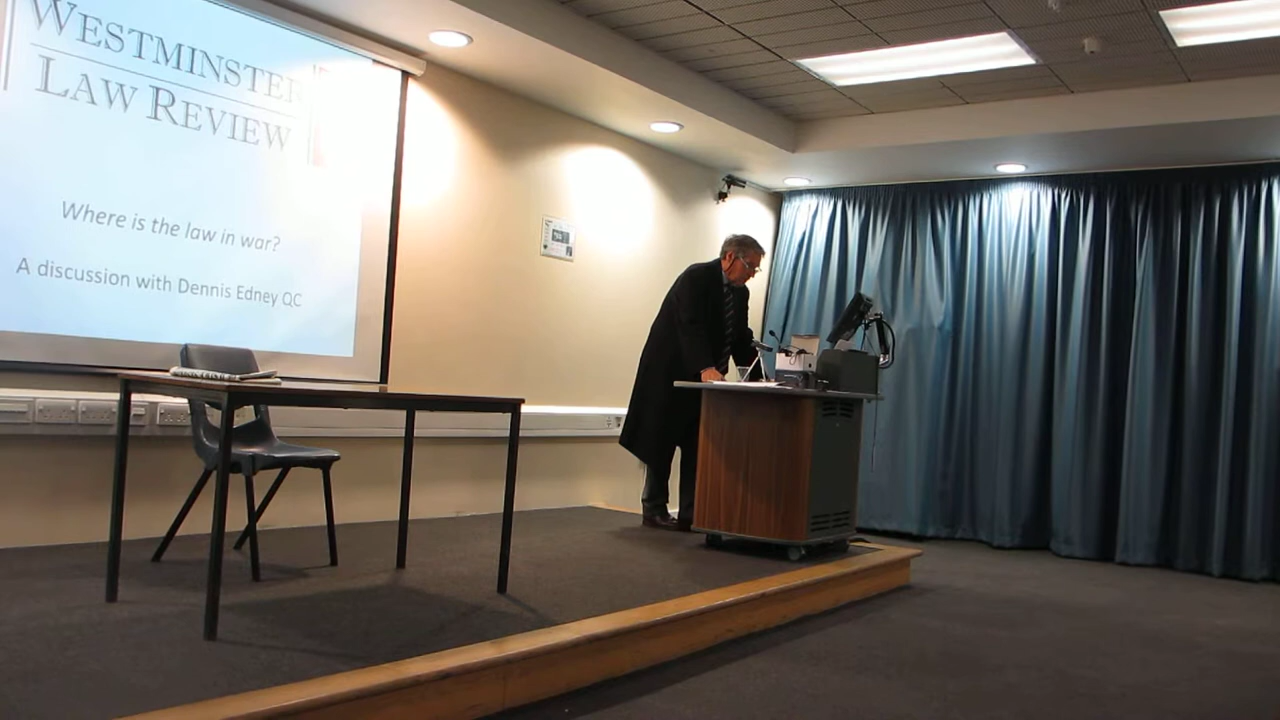 WESTMINSTER
LAW REVIEW
Where is the law in war?
A discussion with Dennis Edney QC